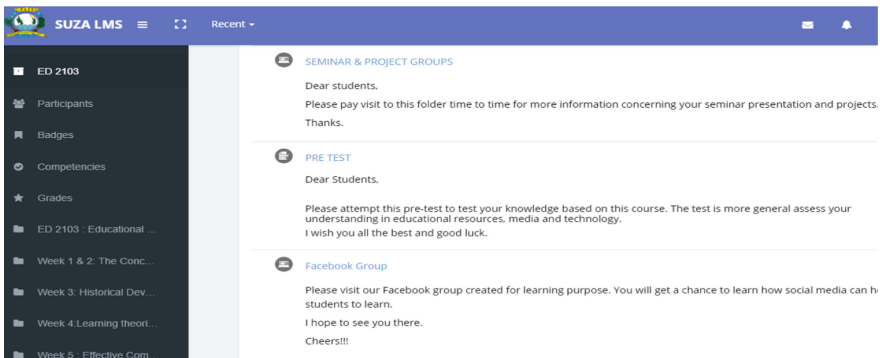 SUZA LMS
Recent
ED 2103
Participants
Badges
Competencies
Grades
ED 2103 : Educational ...
Week 1 & 2: The Conc...
Week 3: Historical Dev...
Week 4:Learning theori...
Week 5 : Effective Com
SEMINAR & PROJECT GROUPS
Dear students,
Please pay visit to this folder time to time for more information concerning your seminar presentation and projects.
Thanks.
PRE TEST
Dear Students,
Please attempt this pre-test to test your knowledge based on this course. The test is more general assess your
understanding in educational resources, media and technology.
I wish you all the best and good luck.
Facebook Group
Please visit our Facebook group created for learning purpose. You will get a chance to learn how social media can
students to learn.
I hope to see you there.
Cheers!!!